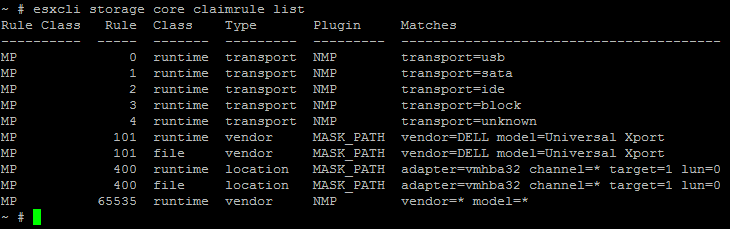 ~ # esxcli storage core claimrule list
Rule Class   Rule  Class    Type       Plugin     Matches
----------  -----  -------  ---------  ---------  ----------------------------------------
MP              0  runtime  transport  NMP        transport=usb
MP              1  runtime  transport  NMP        transport=sata
MP              2  runtime  transport  NMP        transport=ide
MP              3  runtime  transport  NMP        transport=block
MP              4  runtime  transport  NMP        transport=unknown
MP            101  runtime  vendor     MASK_PATH  vendor=DELL model=Universal Xport
MP            101  file     vendor     MASK_PATH  vendor=DELL model=Universal Xport
MP            400  runtime  location   MASK_PATH  adapter=vmhba32 channel=* target=1 lun=0
MP            400  file     location   MASK_PATH  adapter=vmhba32 channel=* target=1 lun=0
MP          65535  runtime  vendor     NMP        vendor=* model=*
~ #